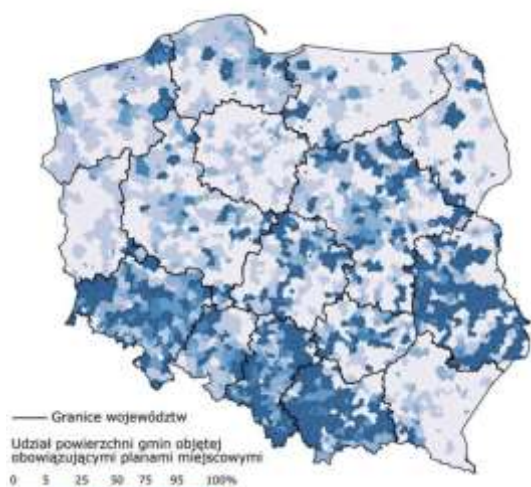 Granice województw
Udział powierzchni gmin objętej
obowiązującymi planami miejscowymi
0 5 25 50 75 95 100%